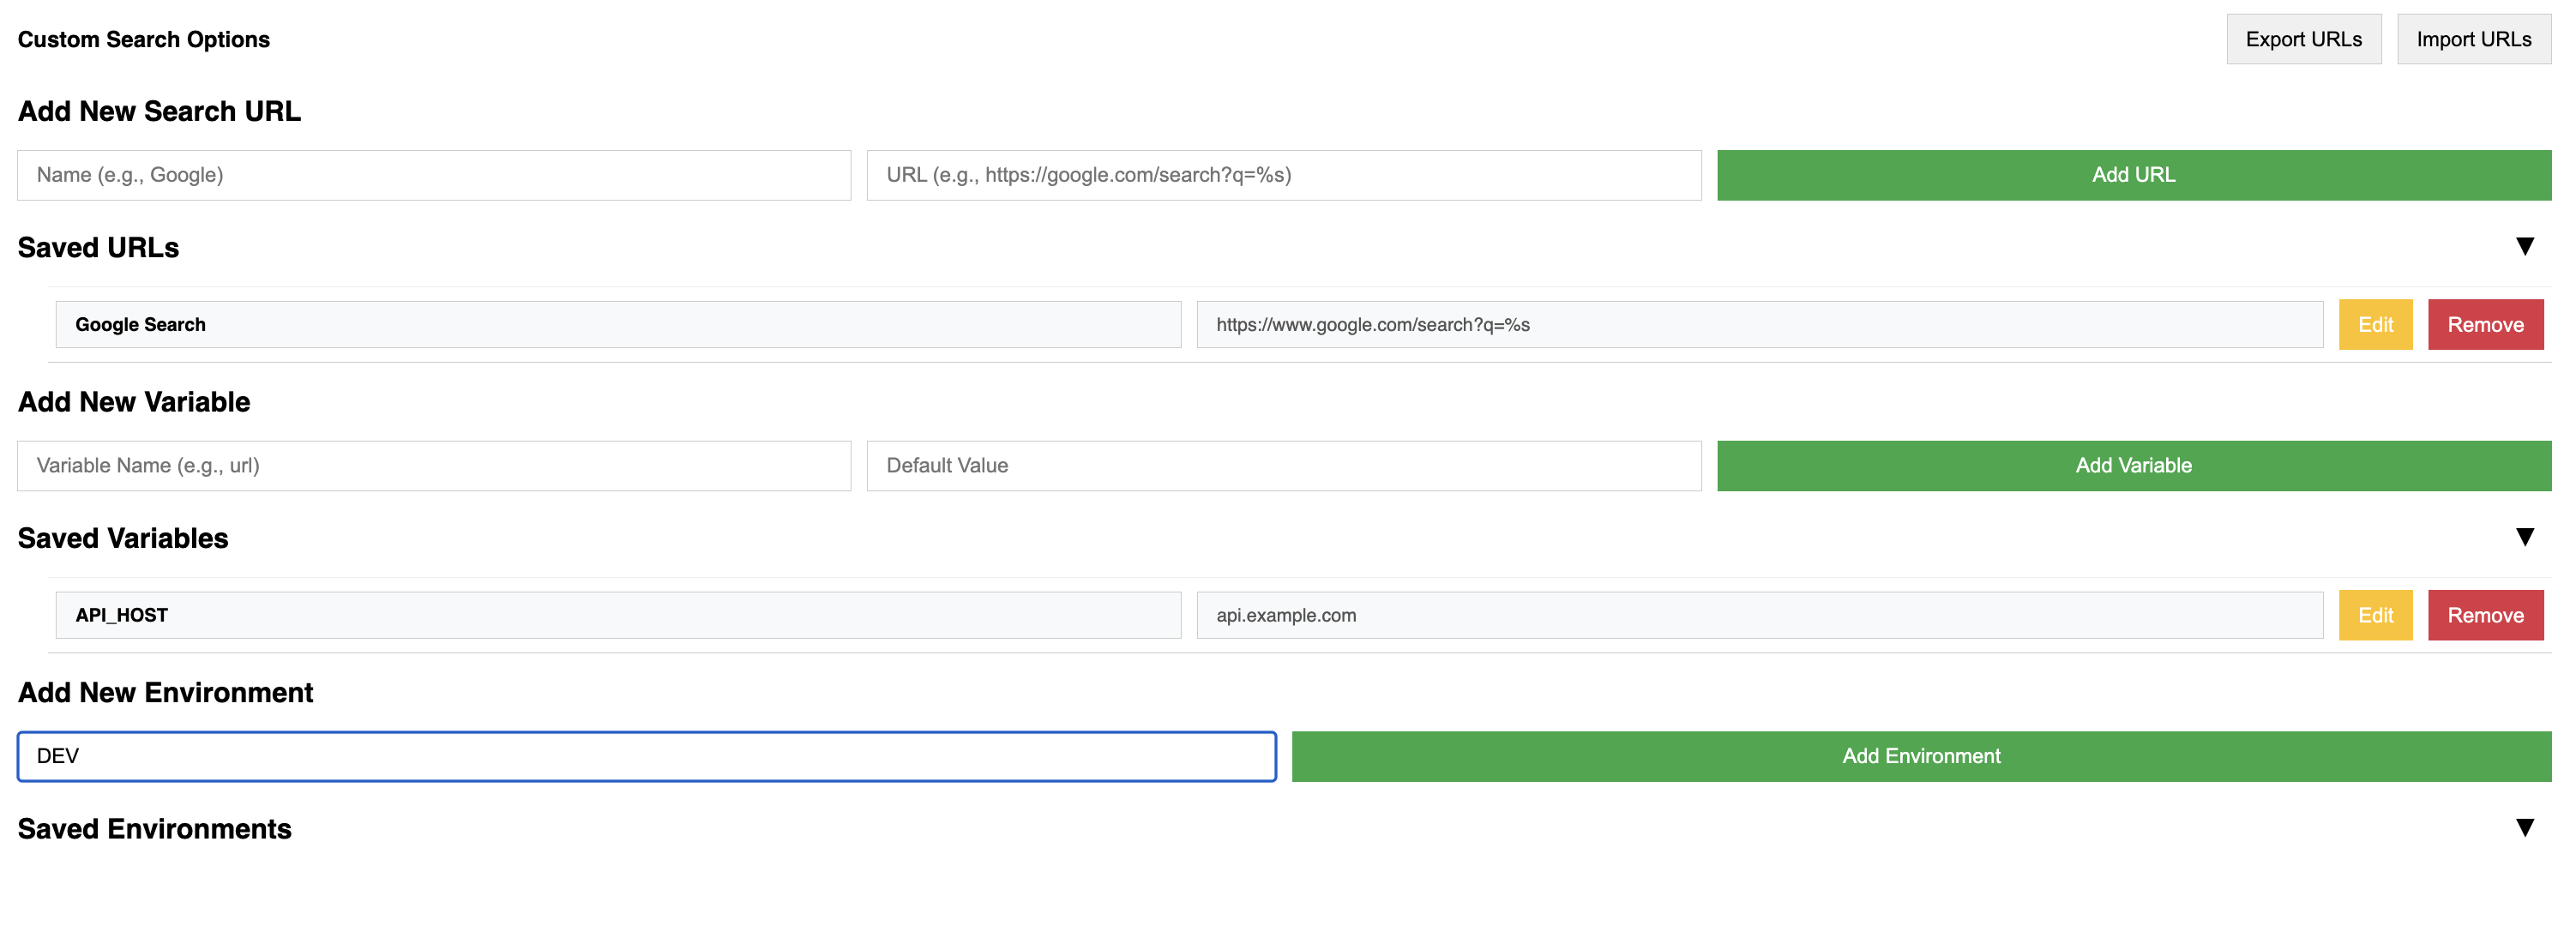 Custom Search Options
Export URLs
Import URLs
Add New Search URL
Name (e.g., Google)
URL (e.g., https://google.com/search?q=%s)
Add URL
Saved URLs
▼
Google Search
https://www.google.com/search?q=%s
Edit
Remove
Add New Variable
Variable Name (e.g., url)
Default Value
Add Variable
Saved Variables
▼
API_HOST
api.example.com
Edit
Remove
Add New Environment
DEV
Add Environment
Saved Environments
▼